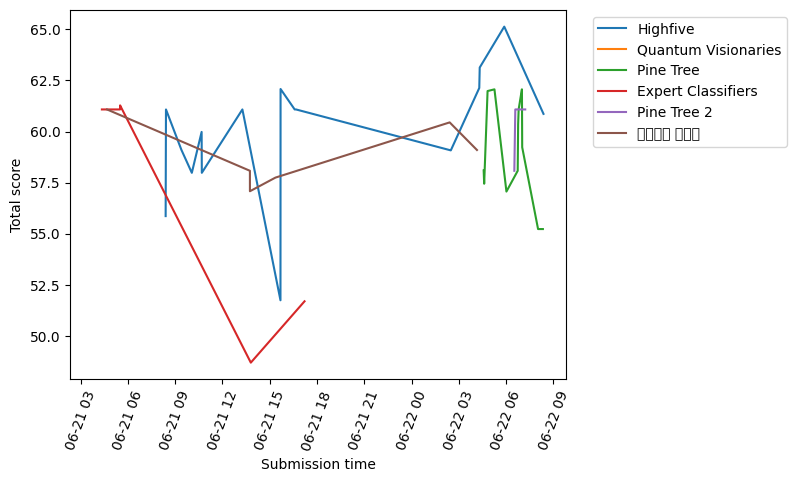 65.0
62.5
60.0
57.5
55.0
52.5
50.0
Total score
06-21 03
06-21 06
06-21 09
06-21 12
06-21 15
06-21 18
06-21 21
06-22 00
06-22 03
06-22 06
06-22 09
Submission time
Highfive
Quantum Visionaries
Pine Tree
Expert Classifiers
Pine Tree 2